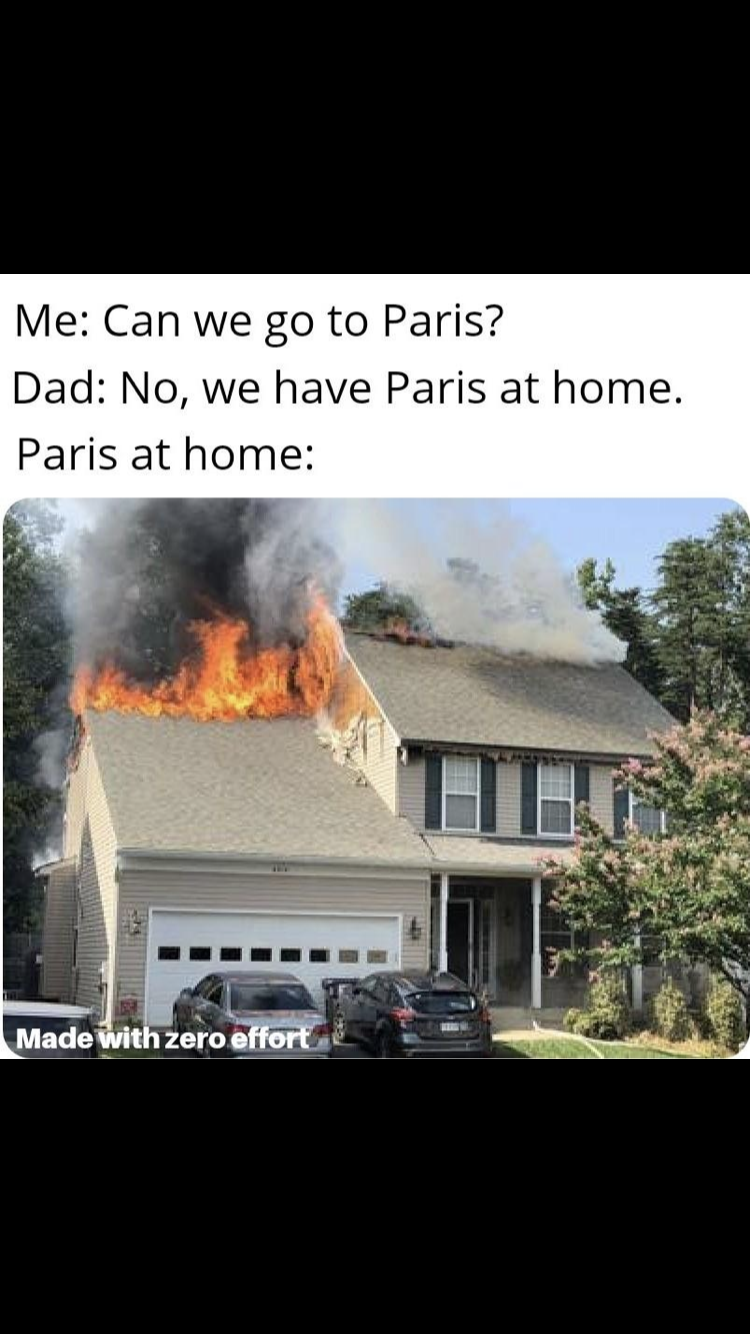 Me: Can we go to Paris?
Dad: No, we have Paris at home.
Paris at home:
Made with zero effort